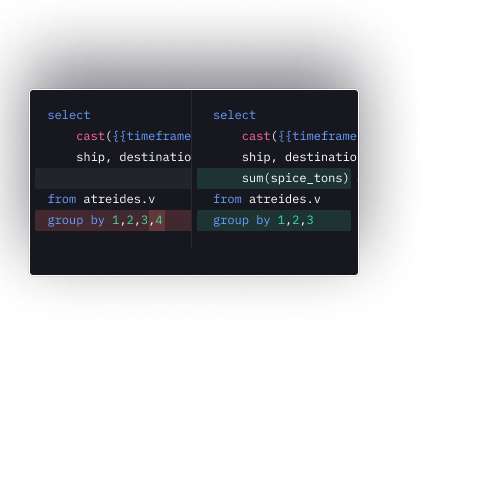 select
cast({{timeframe
ship, destinatio
from atreides.v
group by 1,2,3,4
select
cast({{timeframe
ship, destinatio
sum(spice_tons)
from atreides.v
group by 1,2,3